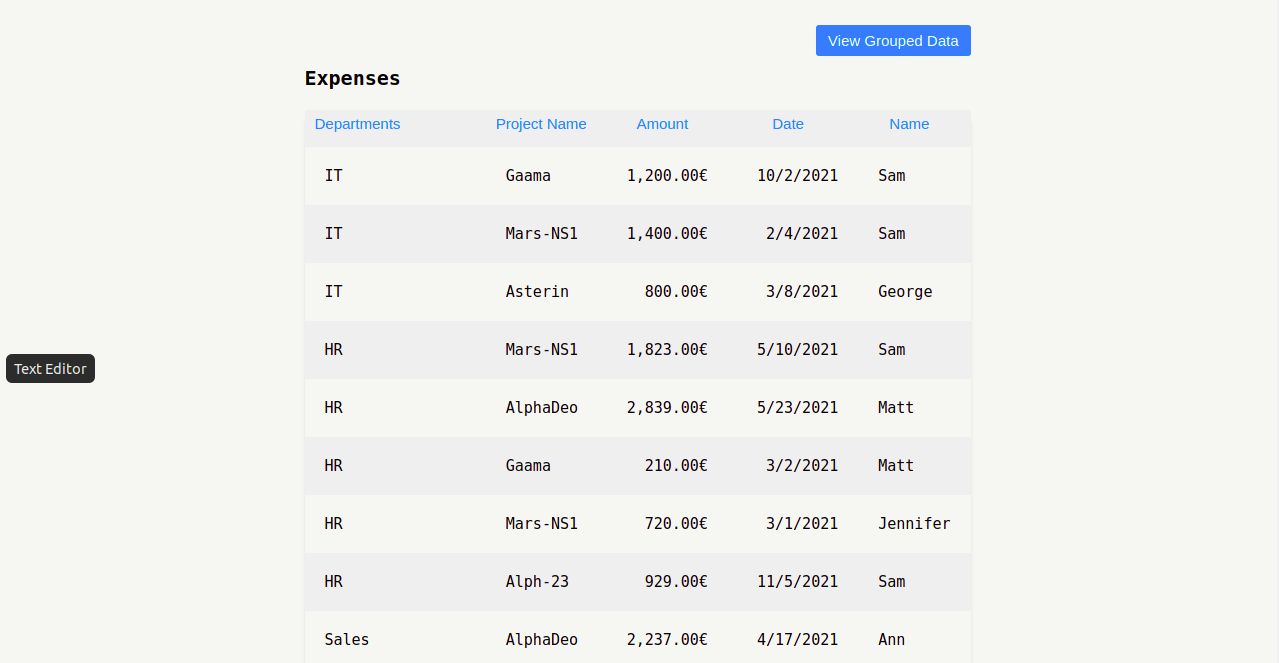 View Grouped Data
Expenses
Departments Project Name Amount Date Name
IT Gaama 1,200.00€ 10/2/2021 Sam
IT Mars-NS1 1,400.00€ 2/4/2021 Sam
IT Asterin 800.00€ 3/8/2021 George
HR Mars-NS1 1,823.00€ 5/10/2021 Sam
Text Editor
HR AlphaDeo 2,839.00€ 5/23/2021 Matt
HR Gaama 210.00€ 3/2/2021 Matt
HR Mars-NS1 720.00€ 3/1/2021 Jennifer
HR Alph-23 929.00€ 11/5/2021 Sam
Sales AlphaDeo 2,237.00€ 4/17/2021 Ann